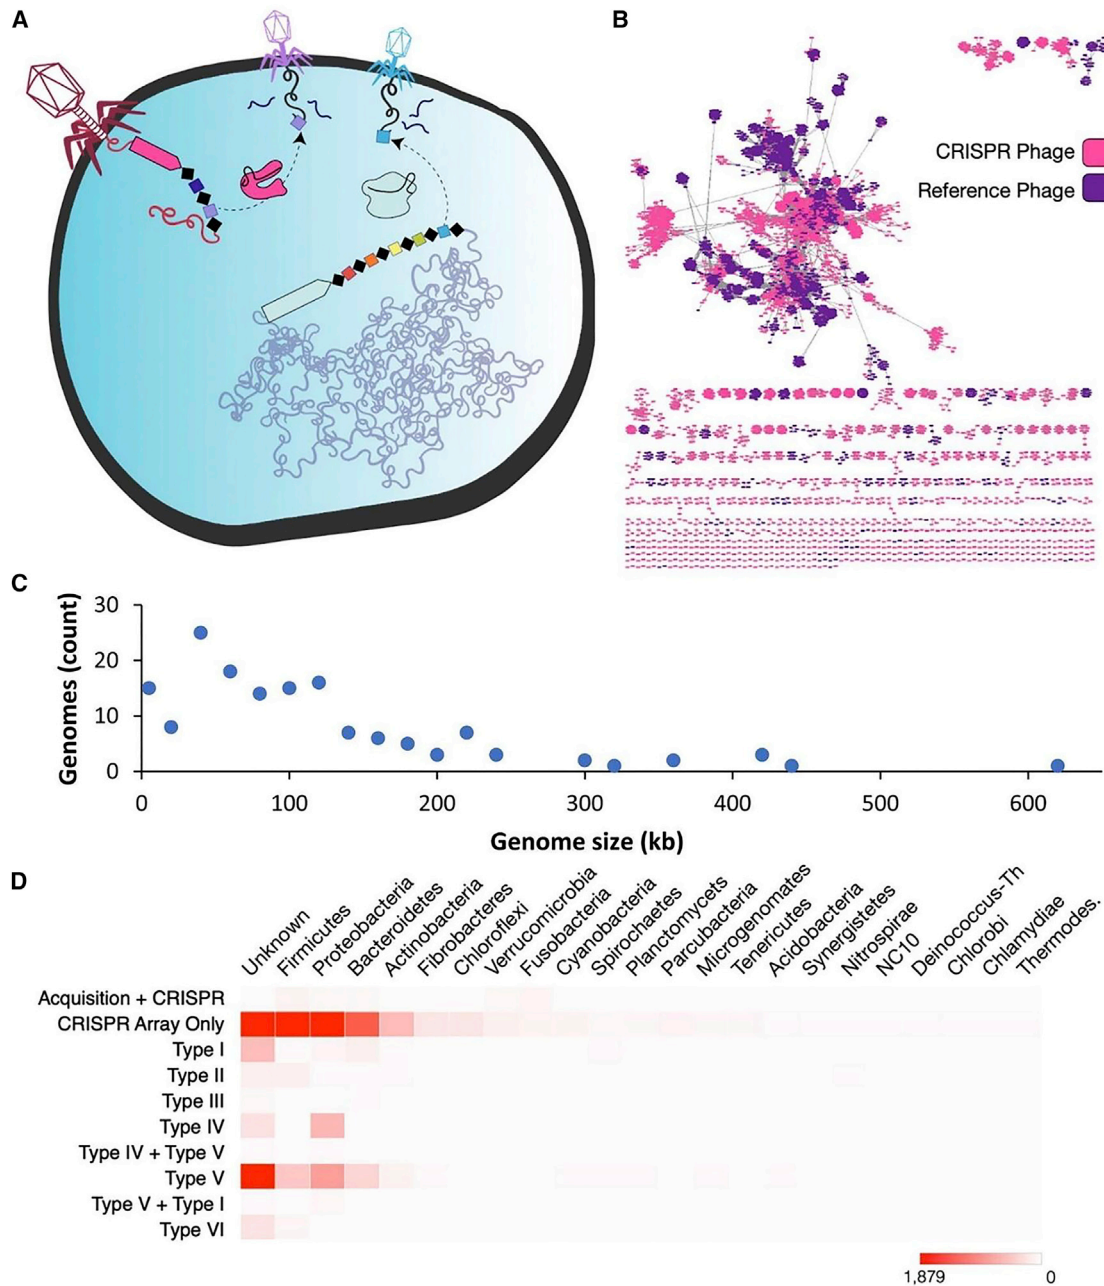 A
B
CRISPR Phage
Reference Phage
C
Genomes (count)
30
20
10
0
0 100 200 300 400 500 600
Genome size (kb)
D
Unknown
Firmicutes
Proteobacteria
Bacteroidetes
Actinobacteria
Fibrobacteres
Chloroflexi
Verrucomicrobia
Fusobacteria
Cyanobacteria
Spirochaetes
Planctomycets
Parcubacteria
Microgenomates
Tenericutes
Acidobacteria
Synergistetes
Nitrospirae
NC10
Deinococcus-Th
Chlorobi
Chlamydiae
Thermodes.
Acquisition + CRISPR
CRISPR Array Only
Type I
Type II
Type III
Type IV
Type IV + Type V
Type V
Type V + Type I
Type VI
1,879 0